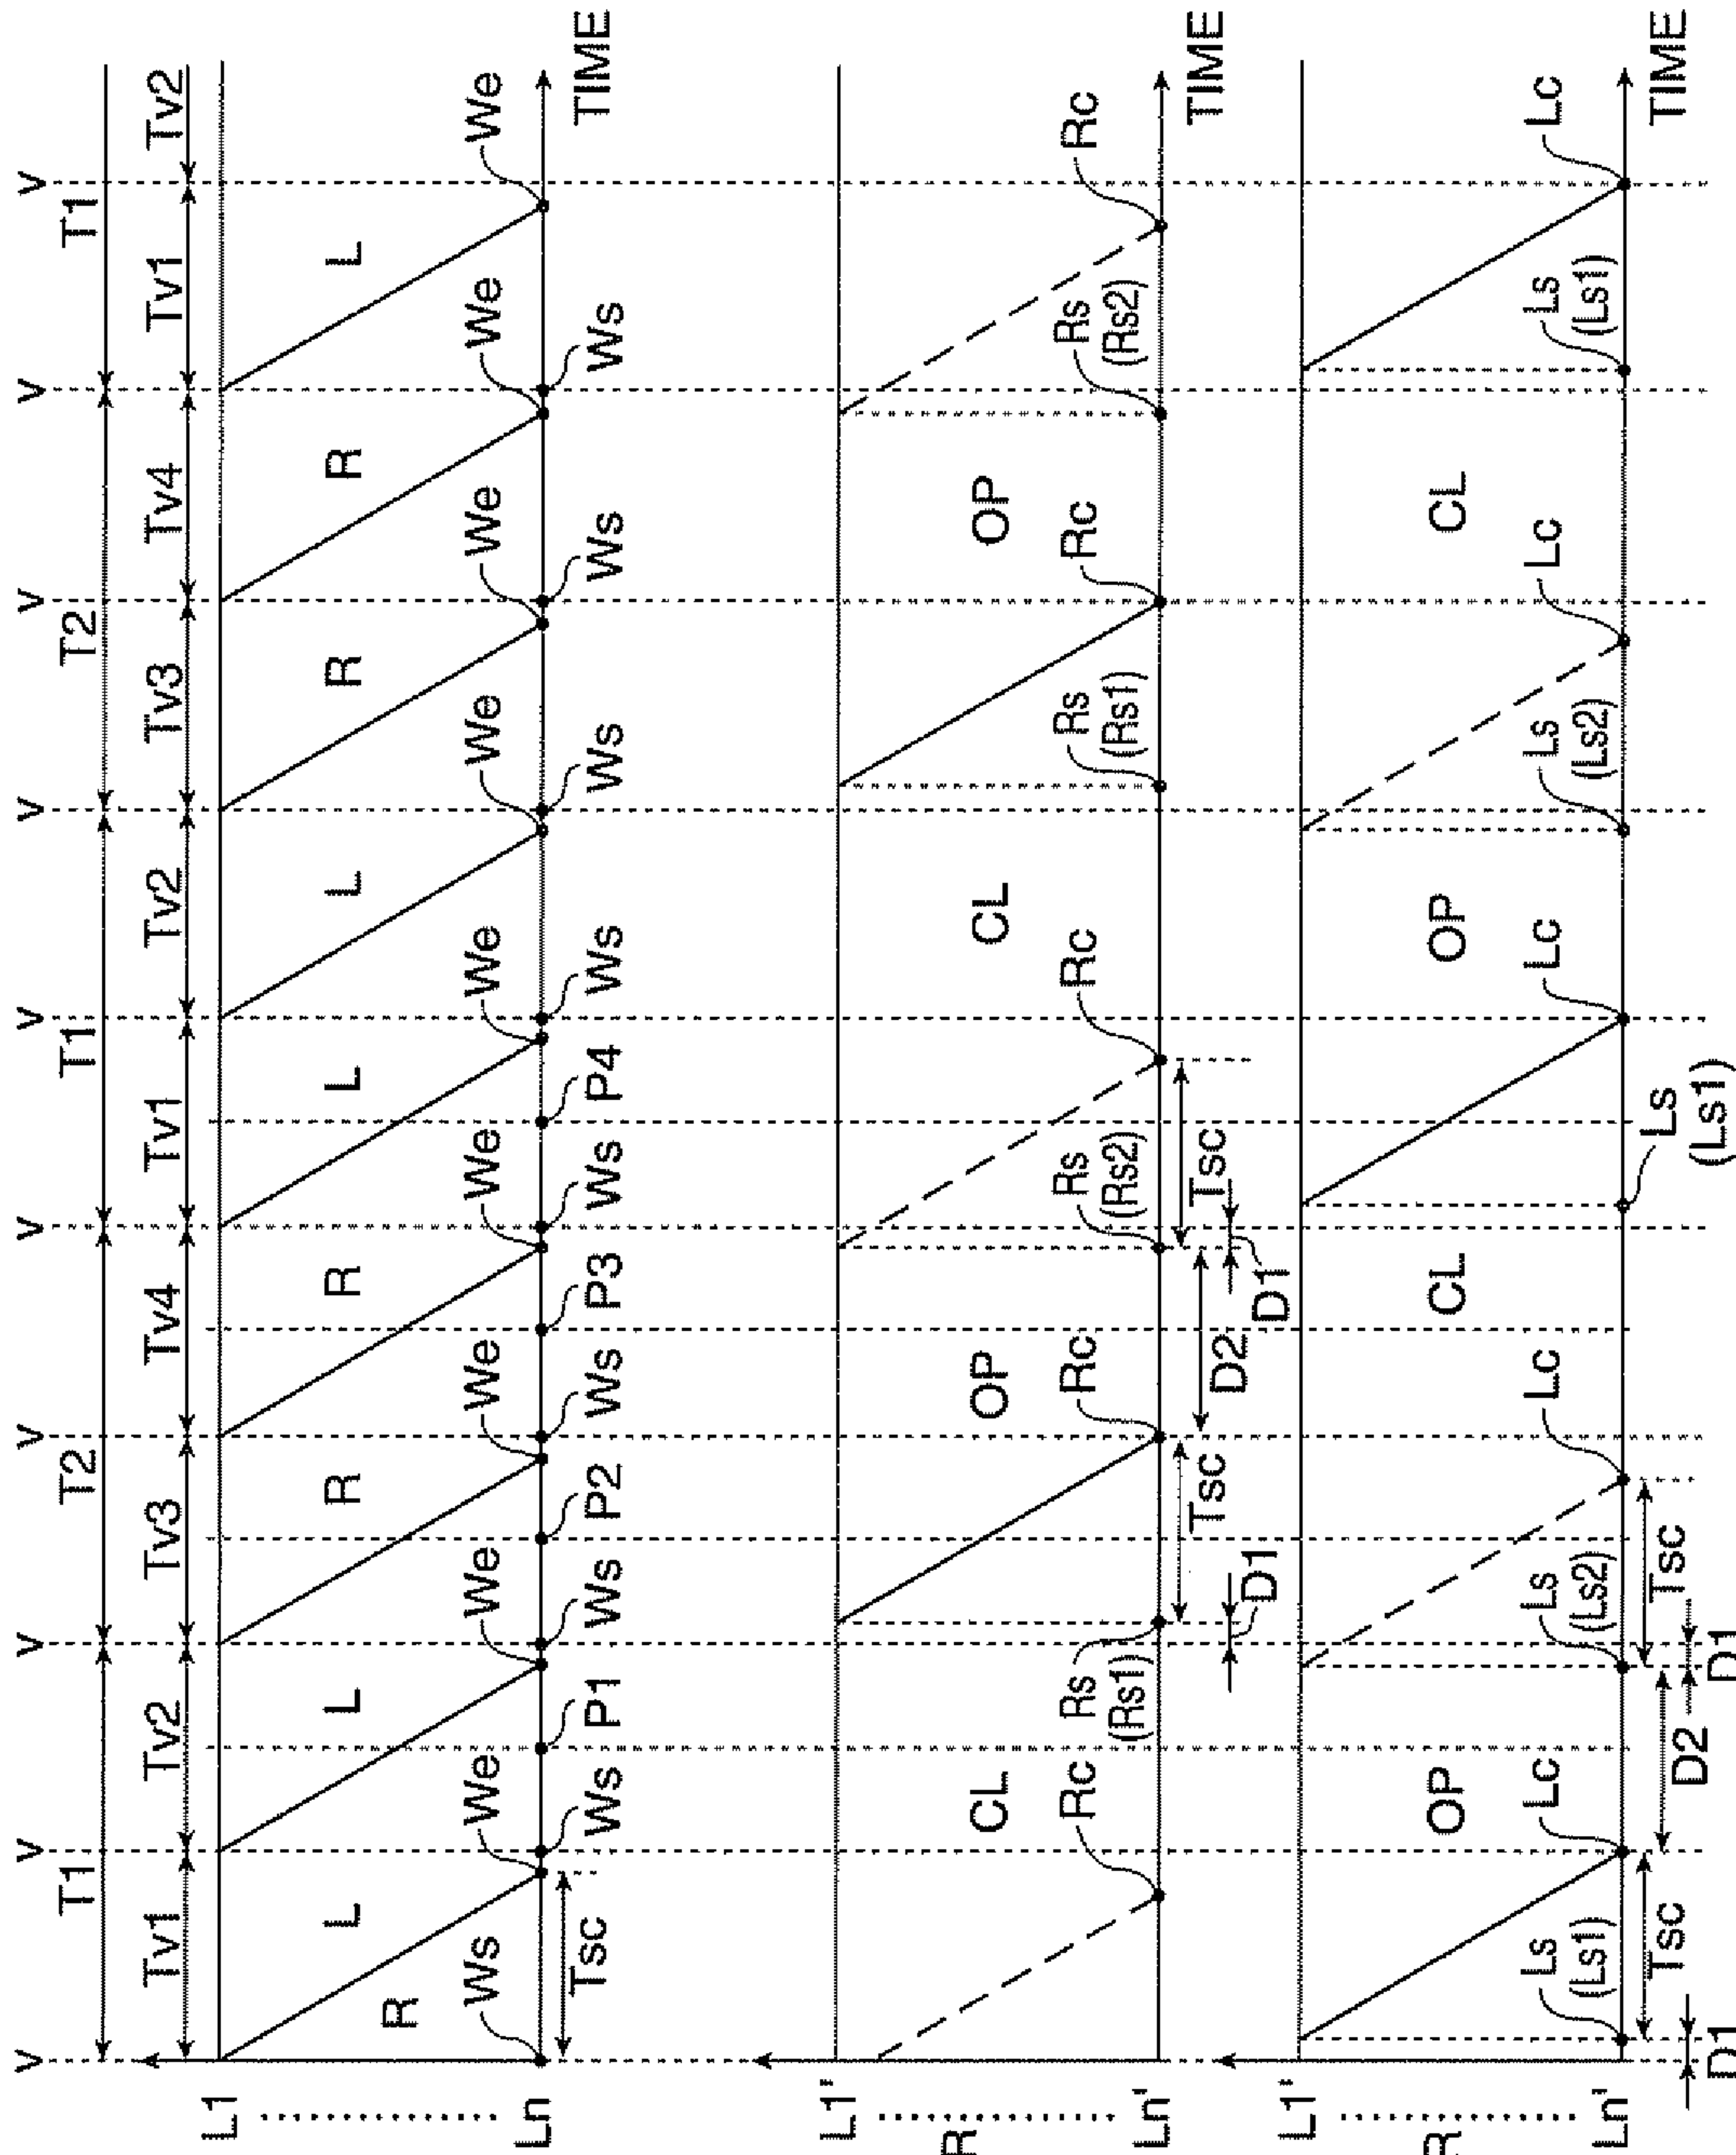 V V V V V V V V V V
T1 T2 T2 T1 T1 T2 T1
Tv1 Tv2 Tv3 Tv4 Tv1 Tv2 Tv3 Tv4 Tv1 Tv2
L1
R L L R R L L R R L
Ws We We We We We We We We We
Ln
TIME
Ws P1 Ws P2 Ws P3 Ws P4 Ws Ws Ws Ws
Tsc
L1"
CL OP CL OP
Rc Rc Rc Rc Rc
Rs Rs Rs Rs Rs
(Rs1) (Rs2) (Rs1) (Rs2)
Ln"
R
TIME
Tsc Tsc
D2
D1 D1
L1"
OP CL OP CL
Lc Lc Lc Lc Lc
Ls Ls Ls Ls
(Ls1) (Ls2) (Ls2) (Ls1)
Ln"
R
TIME
Ls
(Ls1)
Tsc Tsc
D2
D1 D1